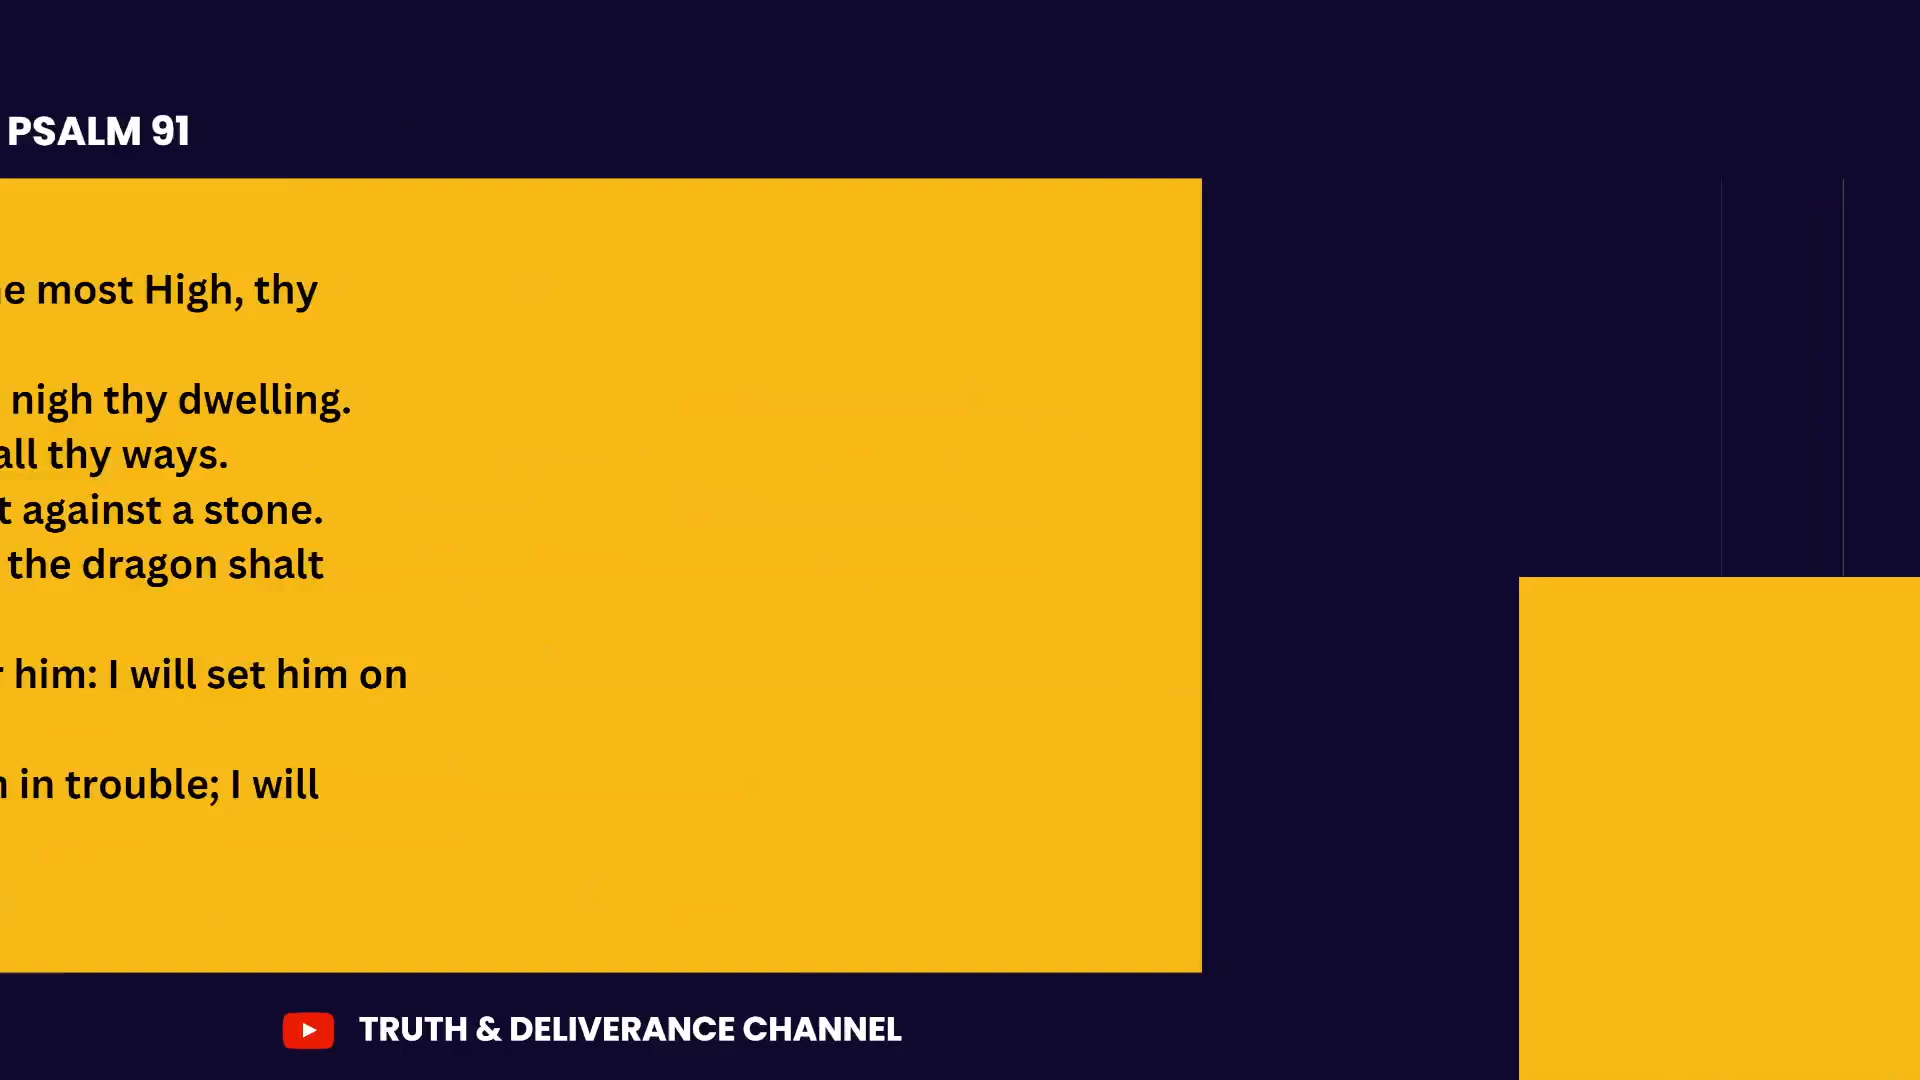 PSALM 91
most High, thy
nigh thy dwelling.
all thy ways.
against a stone.
the dragon shalt
him: I will set him on
in trouble; I will
TRUTH & DELIVERANCE CHANNEL